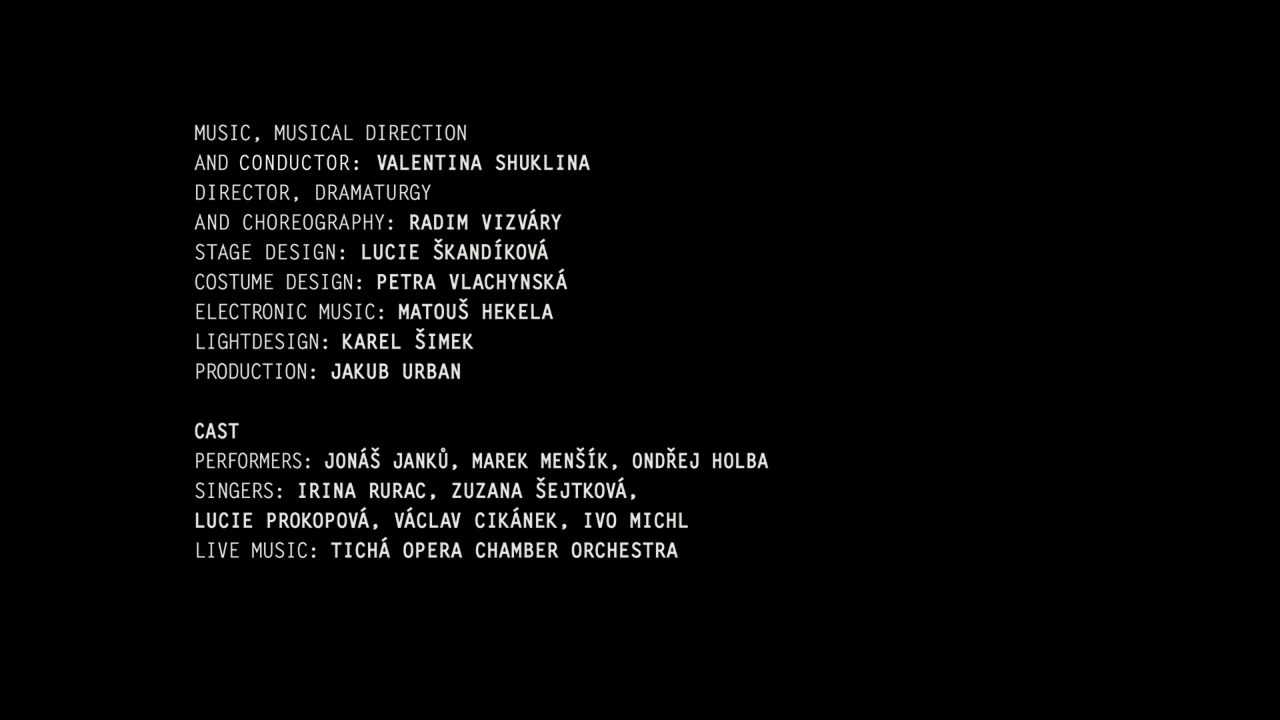 MUSIC, MUSICAL DIRECTION
AND CONDUCTOR: VALENTINA SHUKLINA
DIRECTOR, DRAMATURGY
AND CHOREOGRAPHY: RADIM VIZVÁRY
STAGE DESIGN: LUCIE ŠKANDÍKOVÁ
COSTUME DESIGN: PETRA VLACHYNSKÁ
ELECTRONIC MUSIC: MATOUŠ HEKELA
LIGHTDESIGN: KAREL ŠIMEK
PRODUCTION: JAKUB URBAN
CAST
PERFORMERS: JONÁŠ JANKŮ, MAREK MENŠÍK, ONDŘEJ HOLBA
SINGERS: IRINA RURAC, ZUZANA ŠEJTKOVÁ,
LUCIE PROKOPOVÁ, VÁCLAV CIKÁNEK, IVO MICHL
LIVE MUSIC: TICHÁ OPERA CHAMBER ORCHESTRA